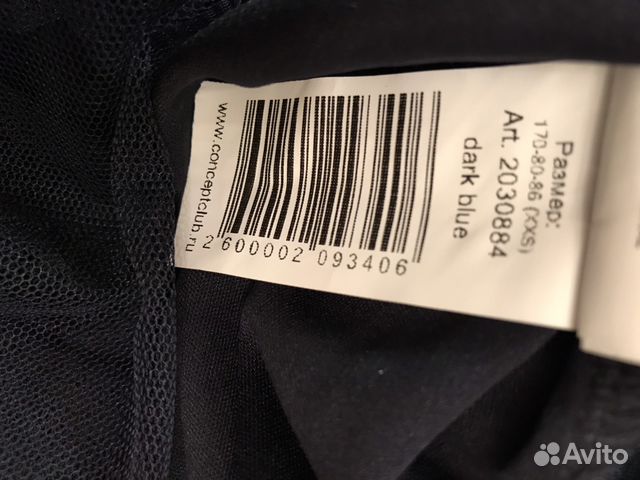 Размер:
170-80-86 (XXS)
Art. 2030884
dark blue
2 600002 093406
www.conceptclub.ru
Avito